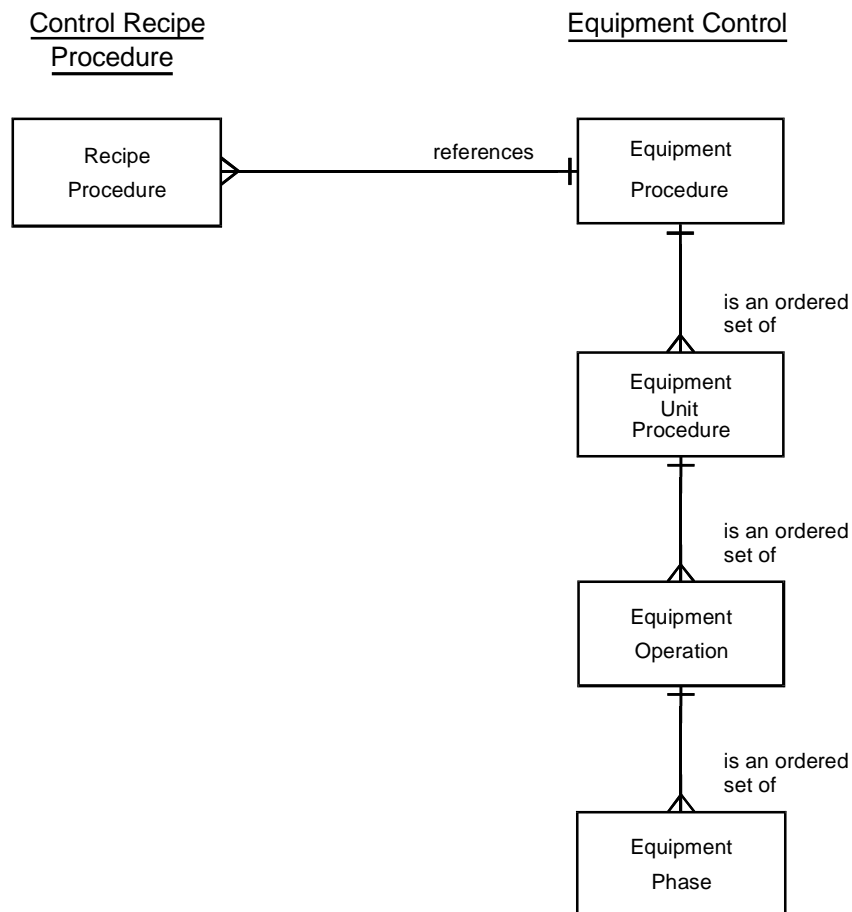 Control Recipe
Procedure
Equipment Control
Recipe
Procedure
references
Equipment
Procedure
is an ordered
set of
Equipment
Unit
Procedure
is an ordered
set of
Equipment
Operation
is an ordered
set of
Equipment
Phase